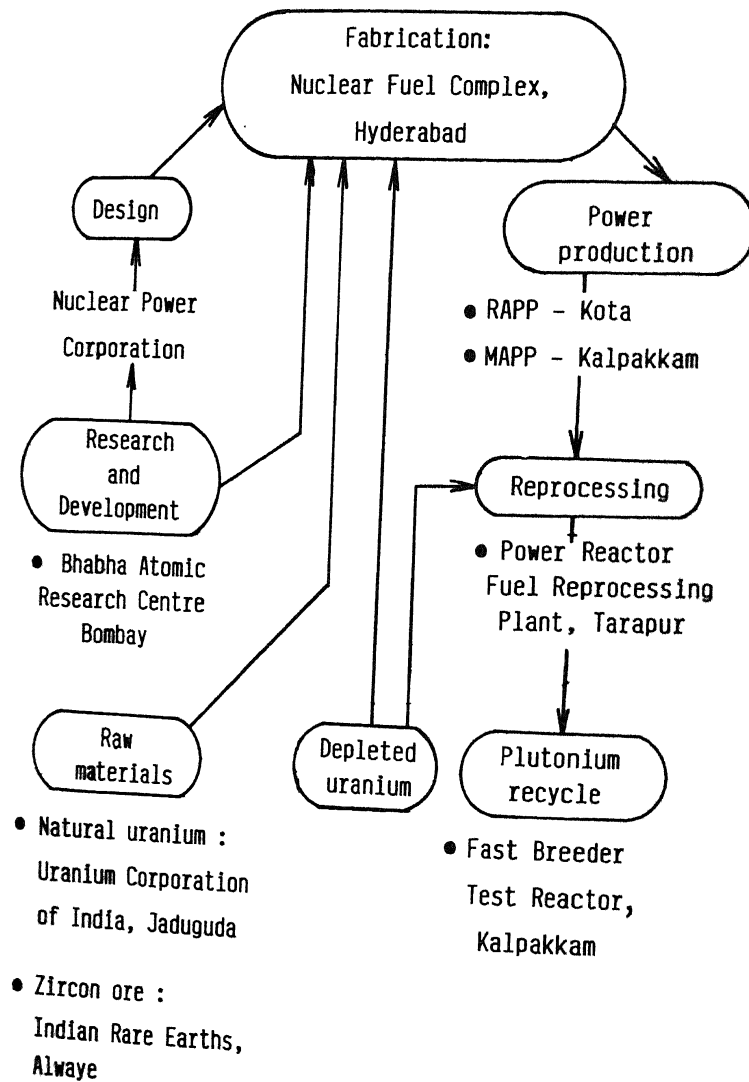 Fabrication:
Nuclear Fuel Complex,
Hyderabad
Design
Nuclear Power
Corporation
Research
and
Development
● Bhabha Atomic
Research Centre
Bombay
Raw
materials
● Natural uranium :
Uranium Corporation
of India, Jaduguda
● Zircon ore :
Indian Rare Earths,
Alwaye
Depleted
uranium
Power
production
● RAPP – Kota
● MAPP – Kalpakkam
Reprocessing
● Power Reactor
Fuel Reprocessing
Plant, Tarapur
Plutonium
recycle
● Fast Breeder
Test Reactor,
Kalpakkam